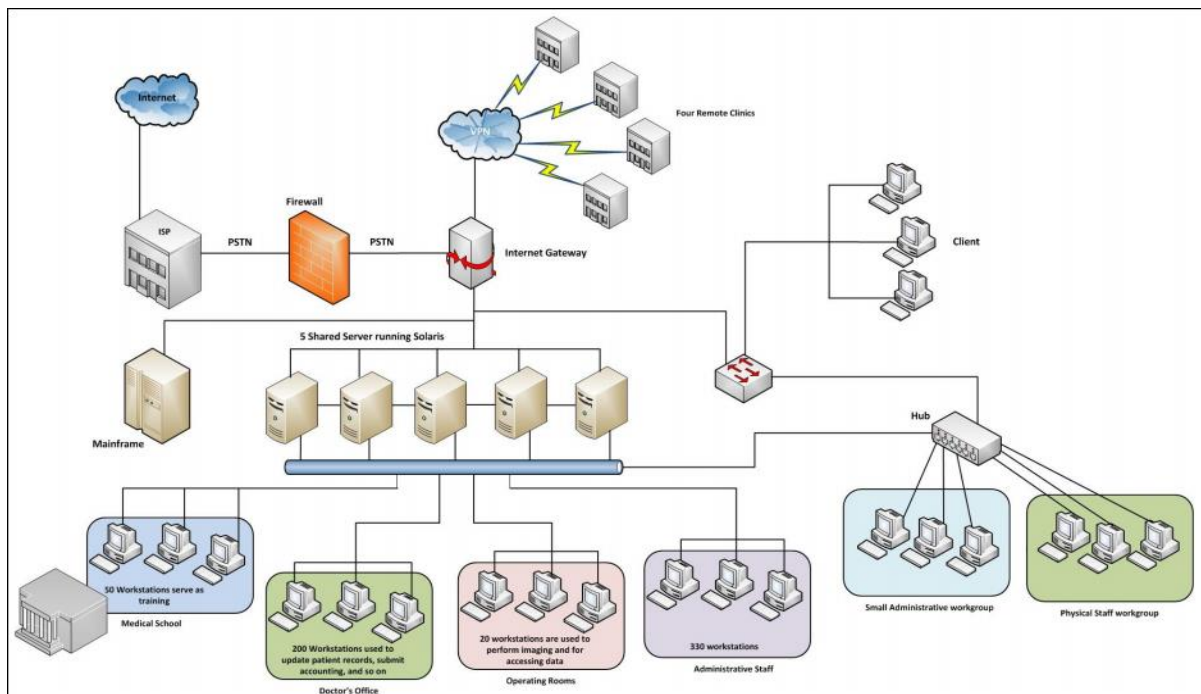 Internet
VPN
Four Remote Clinics
Firewall
ISP
PSTN
PSTN
Internet Gateway
Client
5 Shared Server running Solaris
Mainframe
Hub
50 Workstations serve as
training
Medical School
200 Workstations used to
update patient records, submit
accounting, and so on
Doctor's Office
20 workstations are used to
perform imaging and for
accessing data
Operating Rooms
330 workstations
Administrative Staff
Small Administrative workgroup
Physical Staff workgroup